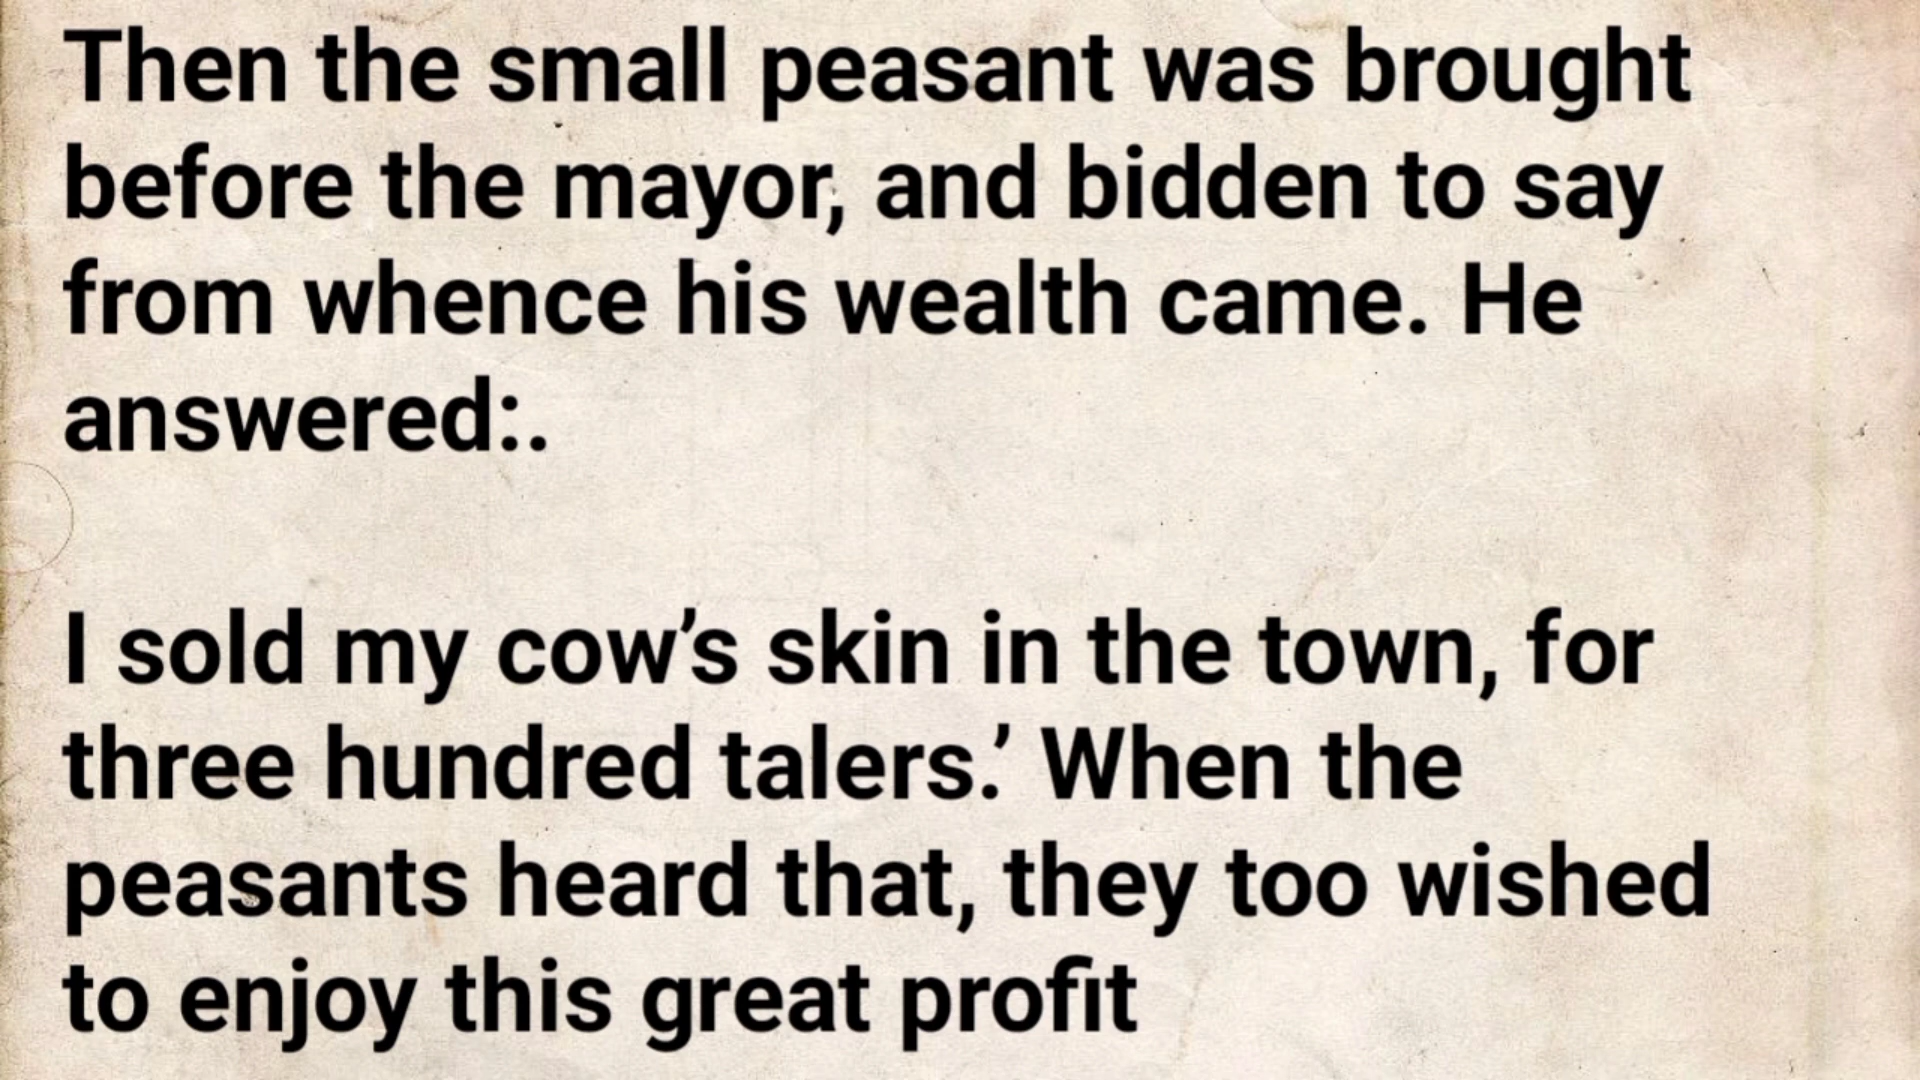 Then the small peasant was brought
before the mayor, and bidden to say
from whence his wealth came. He
answered:.
I sold my cow’s skin in the town, for
three hundred talers.’ When the
peasants heard that, they too wished
to enjoy this great profit